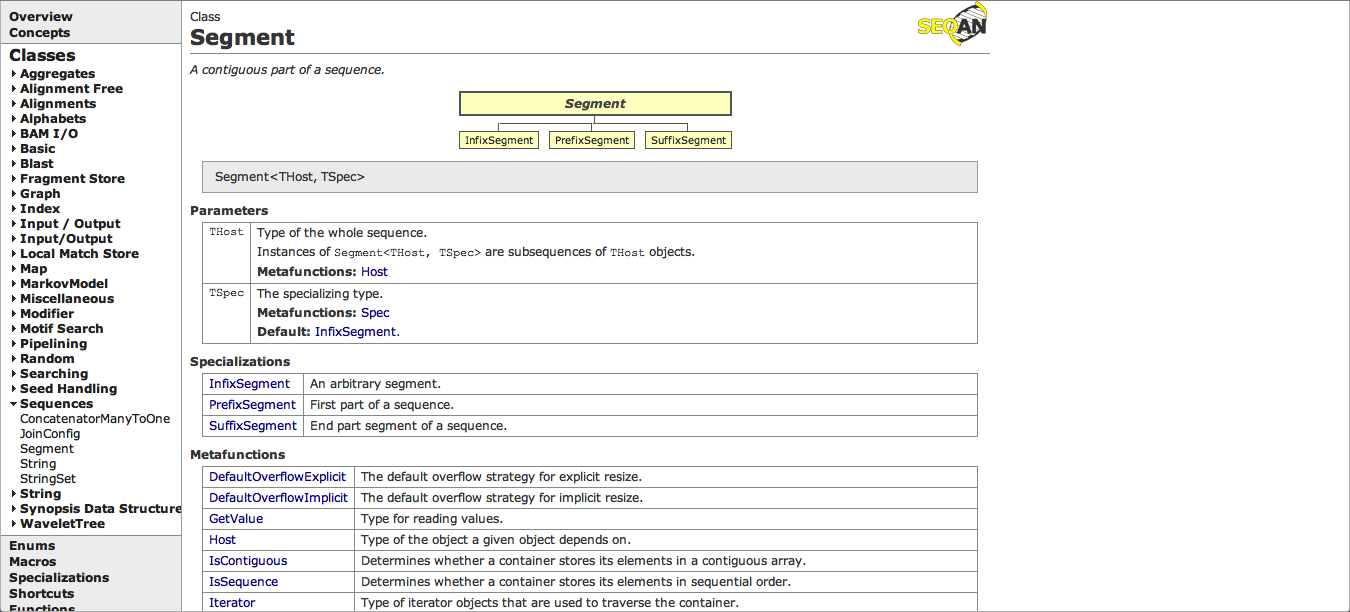 Overview
Concepts
Classes
Aggregates
Alignment Free
Alignments
Alphabets
BAM I/O
Basic
Blast
Fragment Store
Graph
Index
Input / Output
Input/Output
Local Match Store
Map
MarkovModel
Miscellaneous
Modifier
Motif Search
Pipelining
Random
Searching
Seed Handling
Sequences
ConcatenatorManyToOne
JoinConfig
Segment
String
StringSet
String
Synopsis Data Structure
WaveletTree
Enums
Macros
Specializations
Shortcuts
Functions
Class
Segment
SEQAN
A contiguous part of a sequence.
Segment
InfixSegment PrefixSegment SuffixSegment
Segment<THost, TSpec>
Parameters
THost Type of the whole sequence.
Instances of Segment<THost, TSpec> are subsequences of THost objects.
Metafunctions: Host
TSpec The specializing type.
Metafunctions: Spec
Default: InfixSegment.
Specializations
InfixSegment An arbitrary segment.
PrefixSegment First part of a sequence.
SuffixSegment End part segment of a sequence.
Metafunctions
DefaultOverflowExplicit The default overflow strategy for explicit resize.
DefaultOverflowImplicit The default overflow strategy for implicit resize.
GetValue Type for reading values.
Host Type of the object a given object depends on.
IsContiguous Determines whether a container stores its elements in a contiguous array.
IsSequence Determines whether a container stores its elements in sequential order.
Iterator Type of iterator objects that are used to traverse the container.